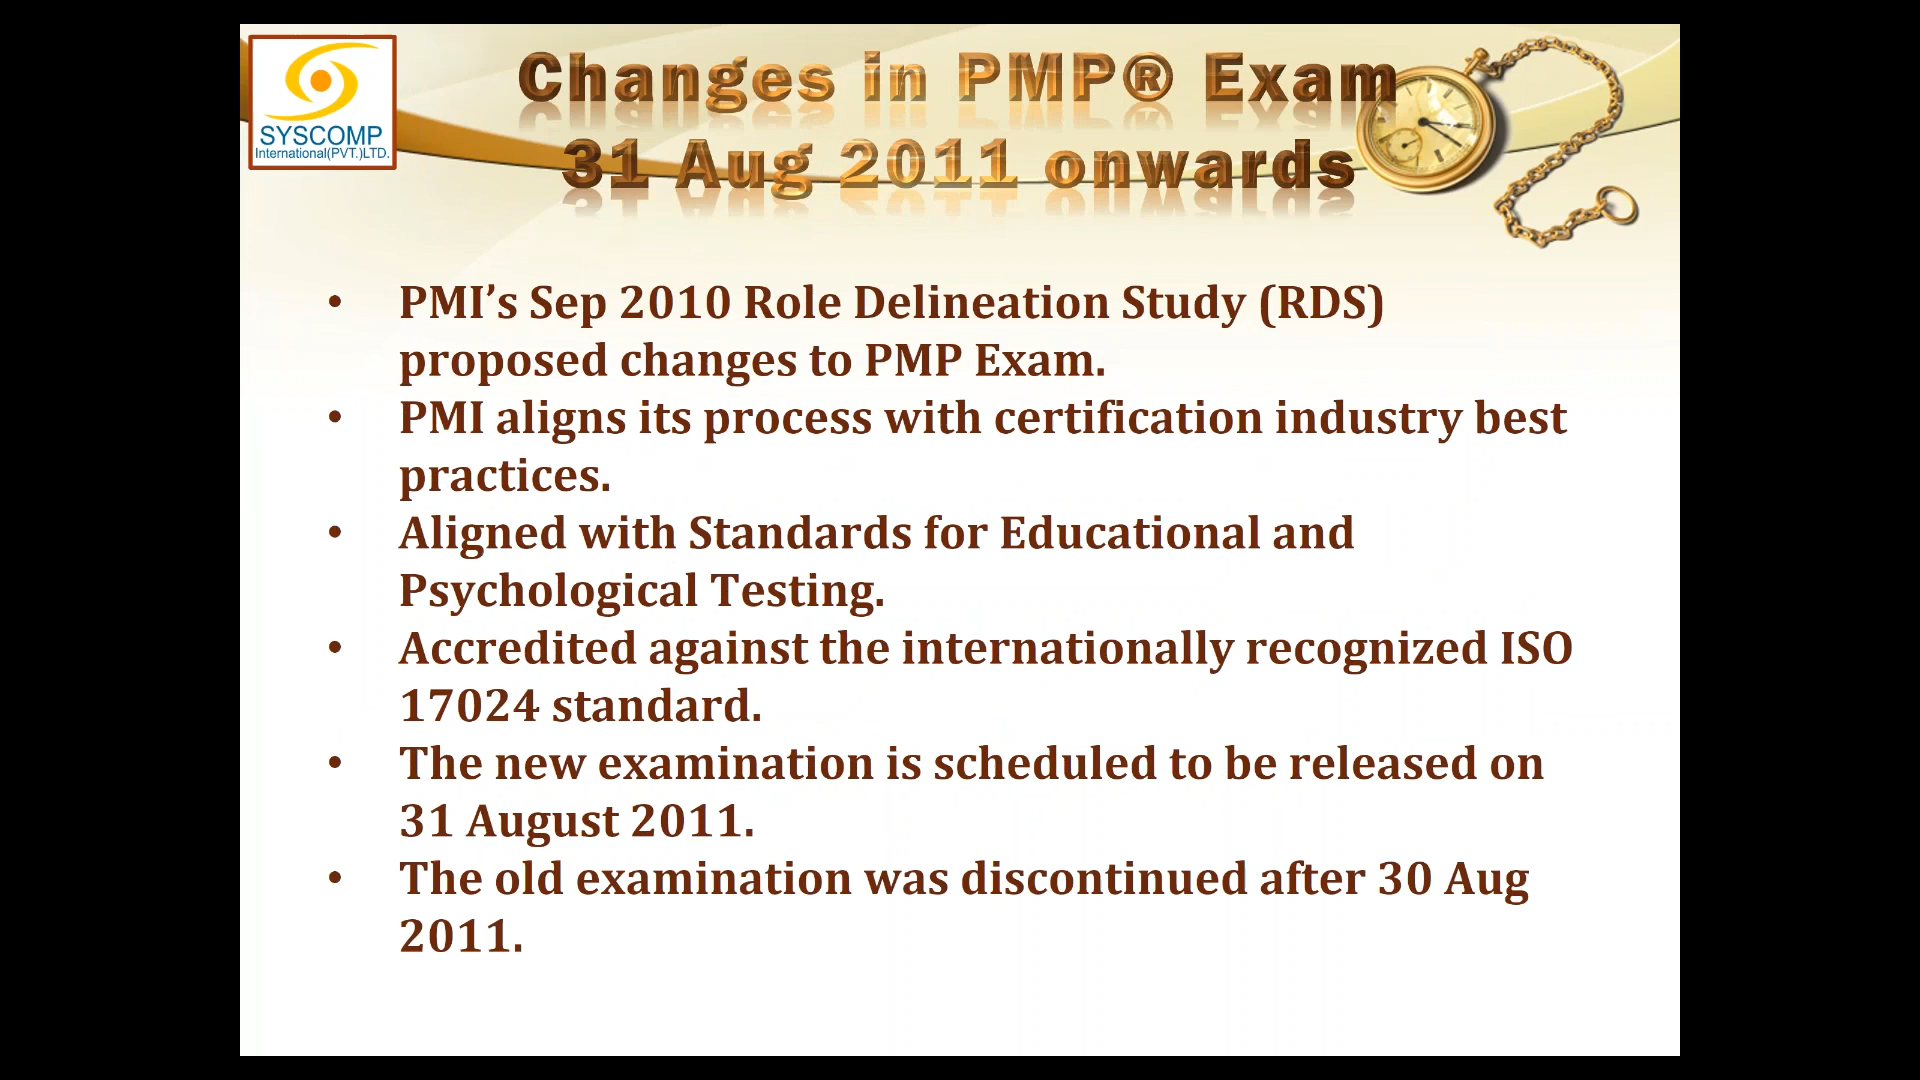 SYSCOMP
International(PVT.)LTD.
Changes in PMP® Exam
31 Aug 2011 onwards
• PMI’s Sep 2010 Role Delineation Study (RDS)
proposed changes to PMP Exam.
• PMI aligns its process with certification industry best
practices.
• Aligned with Standards for Educational and
Psychological Testing.
• Accredited against the internationally recognized ISO
17024 standard.
• The new examination is scheduled to be released on
31 August 2011.
• The old examination was discontinued after 30 Aug
2011.